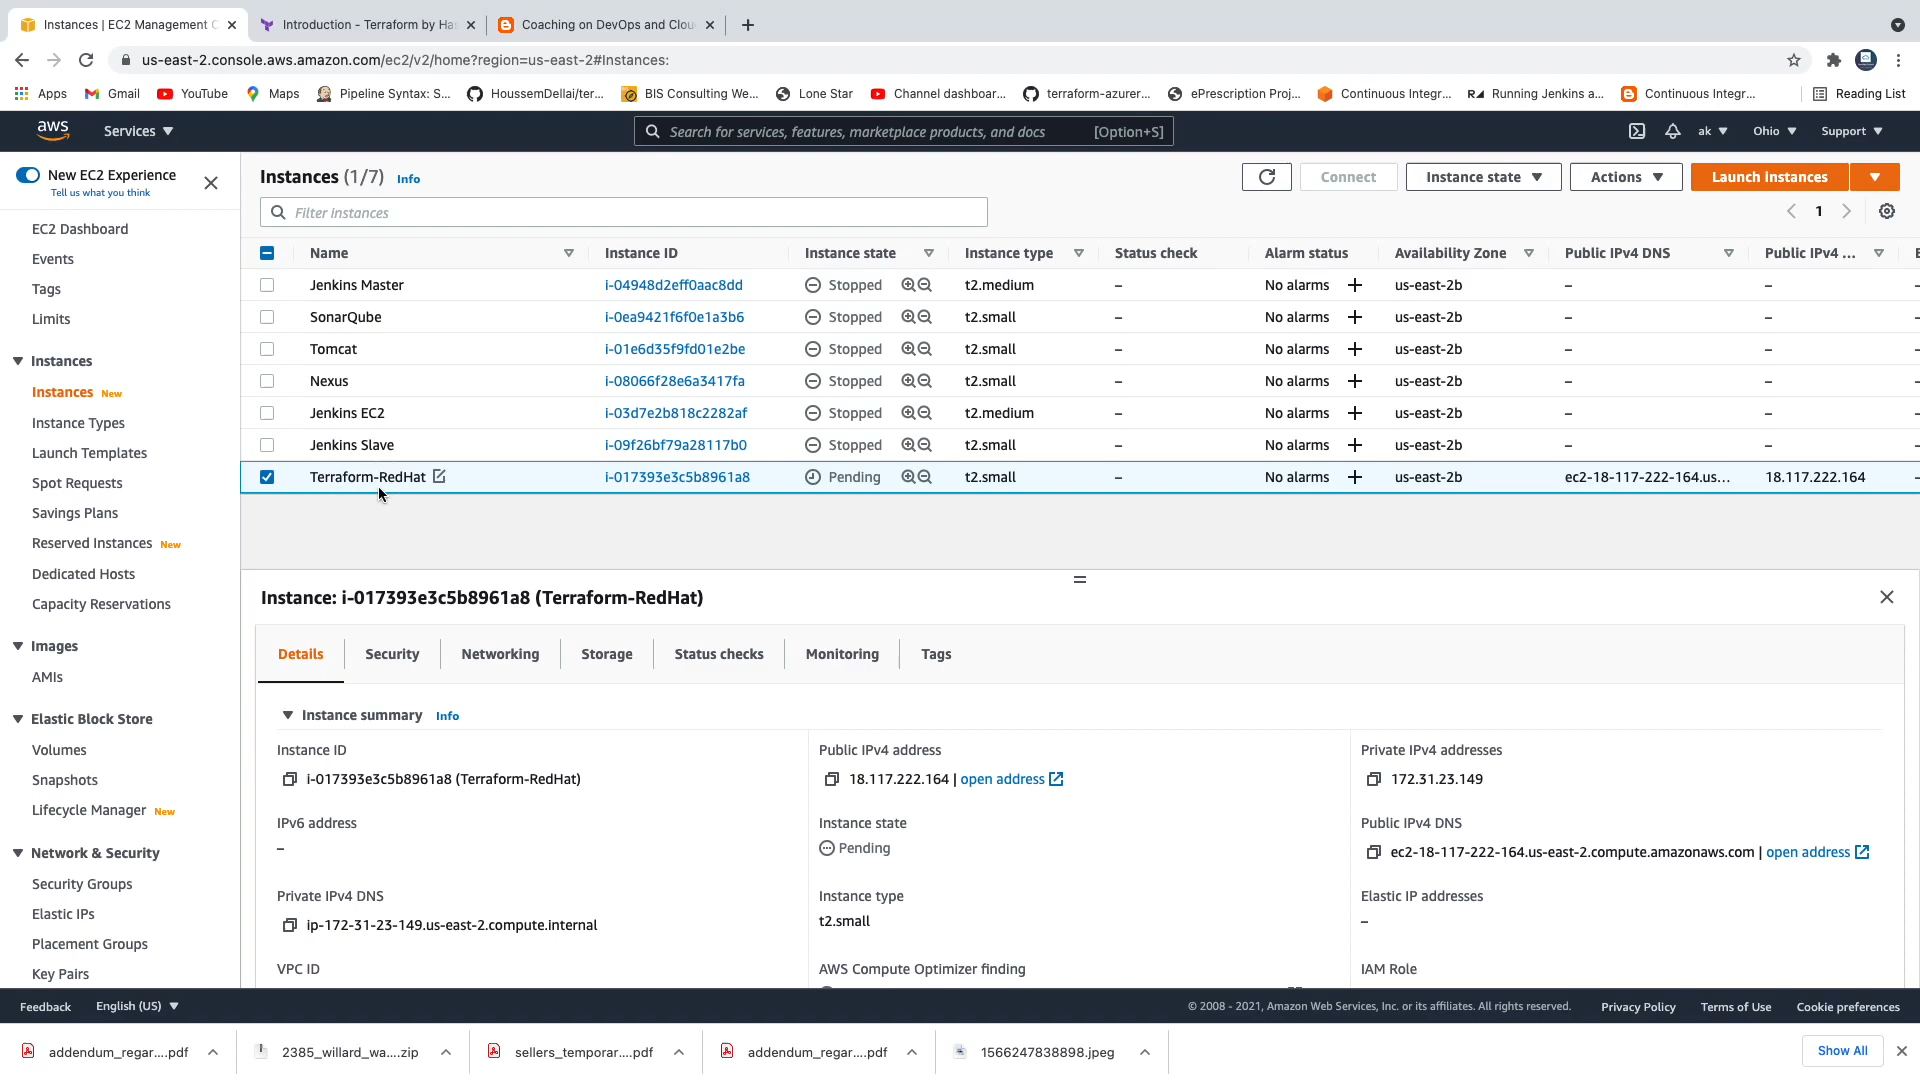 Instances | EC2 Management C
Introduction - Terraform by Has
Coaching on DevOps and Clou
us-east-2.console.aws.amazon.com/ec2/v2/home?region=us-east-2#Instances:
Apps
Gmail
YouTube
Maps
Pipeline Syntax: S...
HoussemDellai/ter...
BIS Consulting We...
Lone Star
Channel dashboar...
terraform-azurer...
ePrescription Proj...
Continuous Integr...
Running Jenkins a...
Continuous Integr...
Reading List
aws
Services
Search for services, features, marketplace products, and docs [Option+S]
ak
Ohio
Support
New EC2 Experience
Tell us what you think
EC2 Dashboard
Events
Tags
Limits
Instances
Instances New
Instance Types
Launch Templates
Spot Requests
Savings Plans
Reserved Instances New
Dedicated Hosts
Capacity Reservations
Images
AMIs
Elastic Block Store
Volumes
Snapshots
Lifecycle Manager New
Network & Security
Security Groups
Elastic IPs
Placement Groups
Key Pairs
Instances (1/7) Info
Connect
Instance state
Actions
Launch instances
Filter instances
1
Name Instance ID Instance state Instance type Status check Alarm status Availability Zone Public IPv4 DNS Public IPv4 ... E
Jenkins Master i-04948d2eff0aac8dd Stopped t2.medium – No alarms + us-east-2b – – –
SonarQube i-0ea9421f6f0e1a3b6 Stopped t2.small – No alarms + us-east-2b – – –
Tomcat i-01e6d35f9fd01e2be Stopped t2.small – No alarms + us-east-2b – – –
Nexus i-08066f28e6a3417fa Stopped t2.small – No alarms + us-east-2b – – –
Jenkins EC2 i-03d7e2b818c2282af Stopped t2.medium – No alarms + us-east-2b – – –
Jenkins Slave i-09f26bf79a28117b0 Stopped t2.small – No alarms + us-east-2b – – –
Terraform-RedHat i-017393e3c5b8961a8 Pending t2.small No alarms + us-east-2b ec2-18-117-222-164.us... 18.117.222.164 –
Instance: i-017393e3c5b8961a8 (Terraform-RedHat)
Details
Security
Networking
Storage
Status checks
Monitoring
Tags
Instance summary Info
Instance ID
i-017393e3c5b8961a8 (Terraform-RedHat)
Public IPv4 address
18.117.222.164 | open address
Private IPv4 addresses
172.31.23.149
IPv6 address
–
Instance state
Pending
Public IPv4 DNS
ec2-18-117-222-164.us-east-2.compute.amazonaws.com | open address
Private IPv4 DNS
ip-172-31-23-149.us-east-2.compute.internal
Instance type
t2.small
Elastic IP addresses
–
VPC ID
AWS Compute Optimizer finding
IAM Role
Feedback
English (US)
© 2008 - 2021, Amazon Web Services, Inc. or its affiliates. All rights reserved.
Privacy Policy
Terms of Use
Cookie preferences
addendum_regar....pdf
2385_willard_wa....zip
sellers_temporar....pdf
addendum_regar....pdf
1566247838898.jpeg
Show All